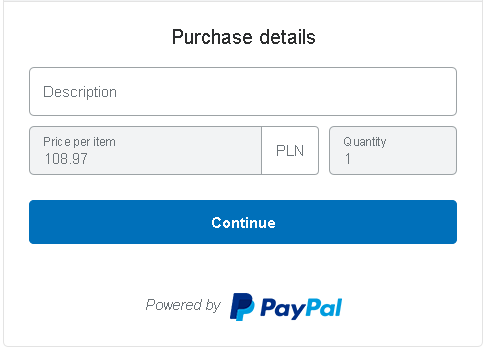 Purchase details
Description
Price per item
108.97
PLN
Quantity
1
Continue
Powered by PayPal